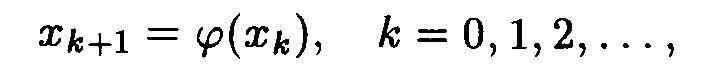 x_{k+1} = φ(x_k),   k = 0, 1, 2, . . . ,